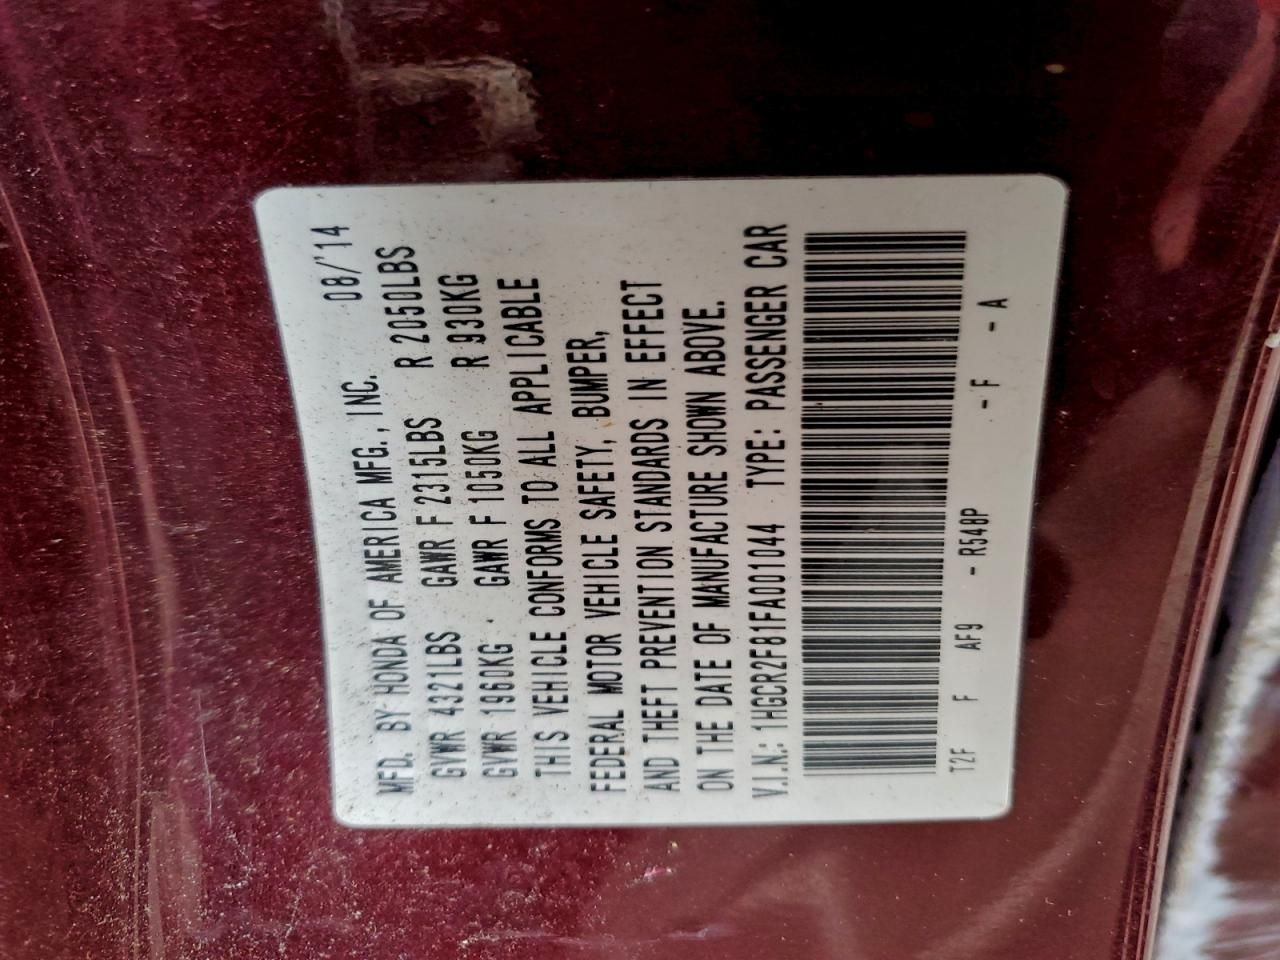 MFD. BY HONDA OF AMERICA MFG., INC. 08/'14
GVWR 4321LBS GAWR F 2315LBS R 2050LBS
GVWR 1960KG GAWR F 1050KG R 930KG
THIS VEHICLE CONFORMS TO ALL APPLICABLE
FEDERAL MOTOR VEHICLE SAFETY, BUMPER,
AND THEFT PREVENTION STANDARDS IN EFFECT
ON THE DATE OF MANUFACTURE SHOWN ABOVE.
V.I.N.: 1HGCR2F81FA001044 TYPE: PASSENGER CAR
T2F F AF9 - R548P - F - A